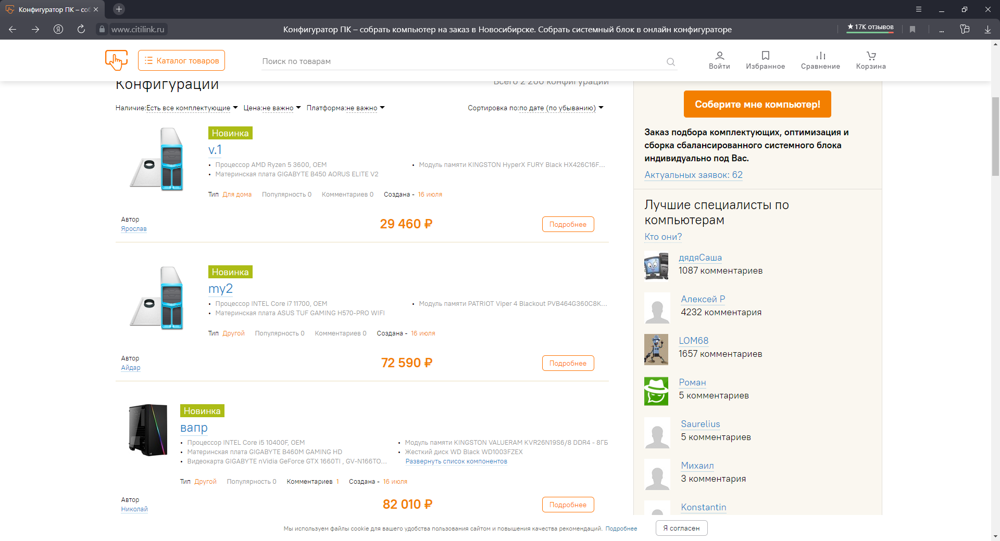 Конфигуратор ПК – соб
www.citilink.ru
Конфигуратор ПК – собрать компьютер на заказ в Новосибирске. Собрать системный блок в онлайн конфигураторе
★ 17K отзывов
Каталог товаров
Поиск по товарам
Войти
Избранное
Сравнение
Корзина
Конфигурации
Всего 2 266 конфигураций
Наличие: Есть все комплектующие Цена: не важно Платформа: не важно
Сортировка по: по дате (по убыванию)
Новинка
v.1
• Процессор AMD Ryzen 5 3600, OEM
• Материнская плата GIGABYTE B450 AORUS ELITE V2
• Модуль памяти KINGSTON HyperX FURY Black HX426C16F...
Тип Для дома Популярность 0 Комментариев 0 Создана - 16 июля
Автор
Ярослав
29 460 ₽
Подробнее
Новинка
my2
• Процессор INTEL Core i7 11700, OEM
• Материнская плата ASUS TUF GAMING H570-PRO WIFI
• Модуль памяти PATRIOT Viper 4 Blackout PVB464G360C8K...
Тип Другой Популярность 0 Комментариев 0 Создана - 16 июля
Автор
Айдар
72 590 ₽
Подробнее
Новинка
вапр
• Процессор INTEL Core i5 10400F, OEM
• Материнская плата GIGABYTE B460M GAMING HD
• Видеокарта GIGABYTE nVidia GeForce GTX 1660TI , GV-N166TO...
• Модуль памяти KINGSTON VALUERAM KVR26N19S6/8 DDR4 - 8ГБ
• Жесткий диск WD Black WD1003FZEX
Развернуть список компонентов
Тип Другой Популярность 0 Комментариев 1 Создана - 16 июля
Автор
Николай
82 010 ₽
Подробнее
Соберите мне компьютер!
Заказ подбора комплектующих, оптимизация и
сборка сбалансированного системного блока
индивидуально под Вас.
Актуальных заявок: 62
Лучшие специалисты по
компьютерам
Кто они?
дядяСаша
1087 комментариев
Алексей Р
4232 комментария
LOM68
1657 комментариев
Роман
5 комментариев
Saurelius
5 комментариев
Михаил
3 комментария
Konstantin
Мы используем файлы cookie для вашего удобства пользования сайтом и повышения качества рекомендаций. Подробнее
Я согласен